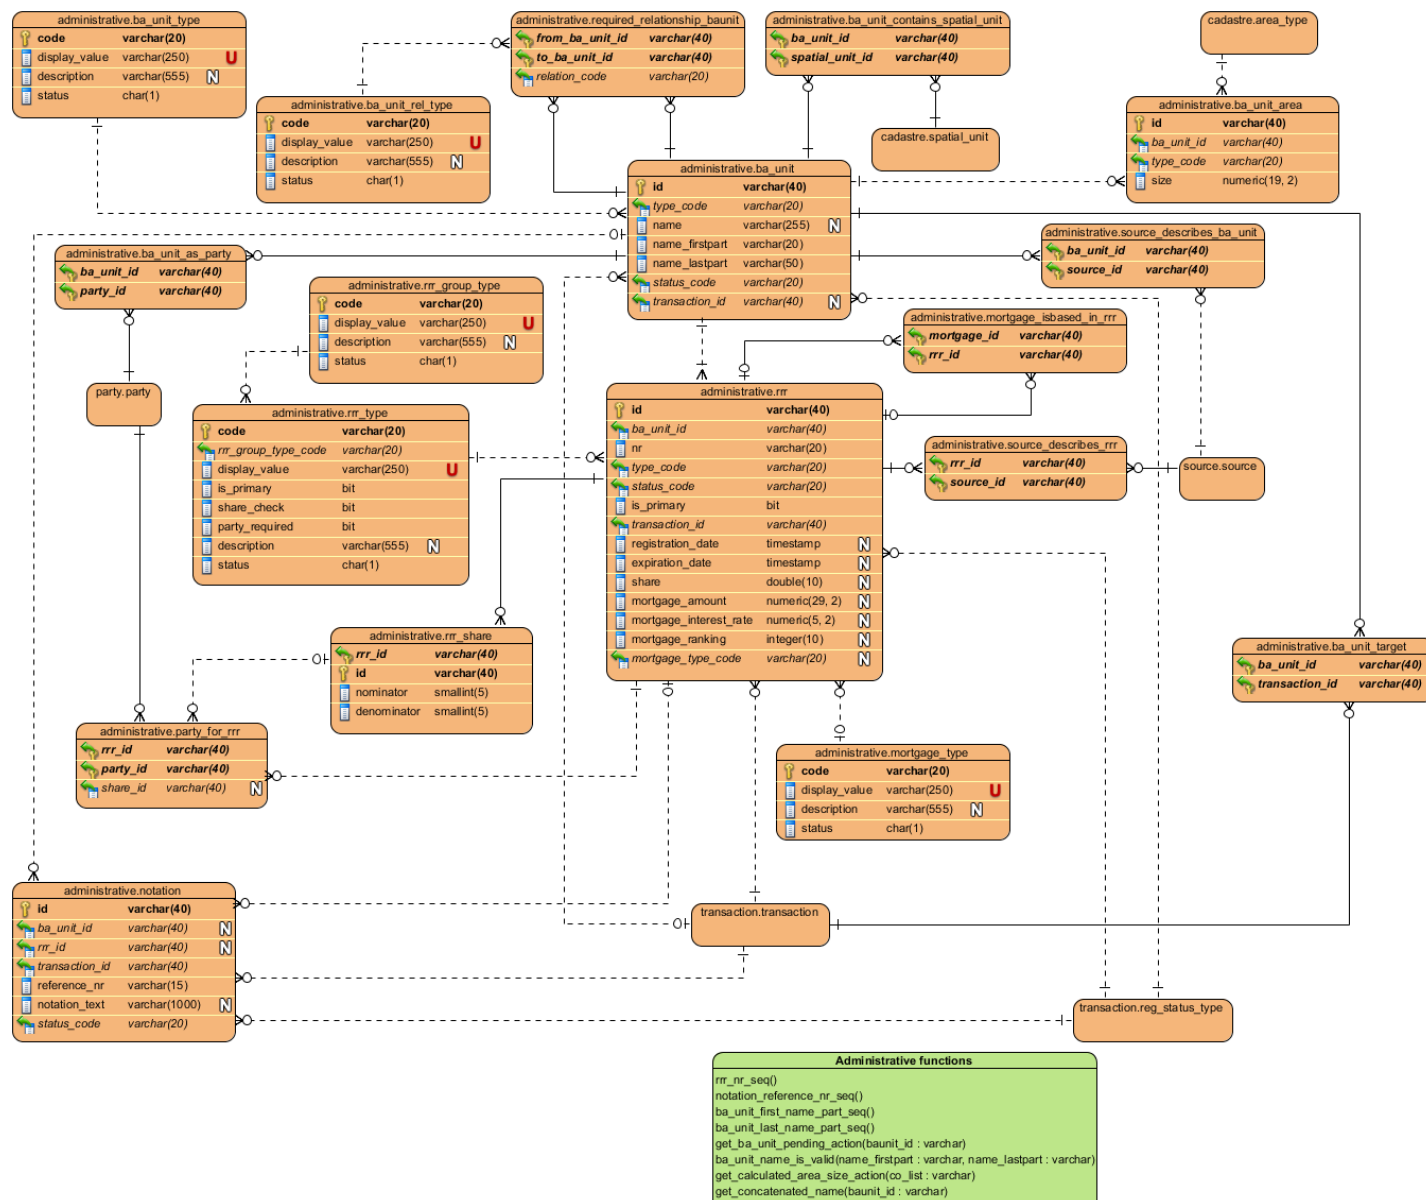 administrative.ba_unit_type
code varchar(20)
display_value varchar(250) U
description varchar(555) N
status char(1)
administrative.required_relationship_baunit
from_ba_unit_id varchar(40)
to_ba_unit_id varchar(40)
relation_code varchar(20)
administrative.ba_unit_contains_spatial_unit
ba_unit_id varchar(40)
spatial_unit_id varchar(40)
cadastre.area_type
administrative.ba_unit_rel_type
code varchar(20)
display_value varchar(250) U
description varchar(555) N
status char(1)
cadastre.spatial_unit
administrative.ba_unit_area
id varchar(40)
ba_unit_id varchar(40)
type_code varchar(20)
size numeric(19, 2)
administrative.ba_unit
id varchar(40)
type_code varchar(20)
name varchar(255) N
name_firstpart varchar(20)
name_lastpart varchar(50)
status_code varchar(20)
transaction_id varchar(40) N
administrative.ba_unit_as_party
ba_unit_id varchar(40)
party_id varchar(40)
administrative.source_describes_ba_unit
ba_unit_id varchar(40)
source_id varchar(40)
administrative.rrr_group_type
code varchar(20)
display_value varchar(250) U
description varchar(555) N
status char(1)
administrative.mortgage_isbased_in_rrr
mortgage_id varchar(40)
rrr_id varchar(40)
party.party
administrative.rrr_type
code varchar(20)
rrr_group_type_code varchar(20)
display_value varchar(250) U
is_primary bit
share_check bit
party_required bit
description varchar(555) N
status char(1)
administrative.rrr
id varchar(40)
ba_unit_id varchar(40)
nr varchar(20)
type_code varchar(20)
status_code varchar(20)
is_primary bit
transaction_id varchar(40)
registration_date timestamp N
expiration_date timestamp N
share double(10) N
mortgage_amount numeric(29, 2) N
mortgage_interest_rate numeric(5, 2) N
mortgage_ranking integer(10) N
mortgage_type_code varchar(20) N
administrative.source_describes_rrr
rrr_id varchar(40)
source_id varchar(40)
source.source
administrative.rrr_share
rrr_id varchar(40)
id varchar(40)
nominator smallint(5)
denominator smallint(5)
administrative.ba_unit_target
ba_unit_id varchar(40)
transaction_id varchar(40)
administrative.party_for_rrr
rrr_id varchar(40)
party_id varchar(40)
share_id varchar(40) N
administrative.mortgage_type
code varchar(20)
display_value varchar(250) U
description varchar(555) N
status char(1)
administrative.notation
id varchar(40)
ba_unit_id varchar(40) N
rrr_id varchar(40) N
transaction_id varchar(40)
reference_nr varchar(15)
notation_text varchar(1000) N
status_code varchar(20)
transaction.transaction
transaction.reg_status_type
Administrative functions
rrr_nr_seq()
notation_reference_nr_seq()
ba_unit_first_name_part_seq()
ba_unit_last_name_part_seq()
get_ba_unit_pending_action(baunit_id : varchar)
ba_unit_name_is_valid(name_firstpart : varchar, name_lastpart : varchar)
get_calculated_area_size_action(co_list : varchar)
get_concatenated_name(baunit_id : varchar)